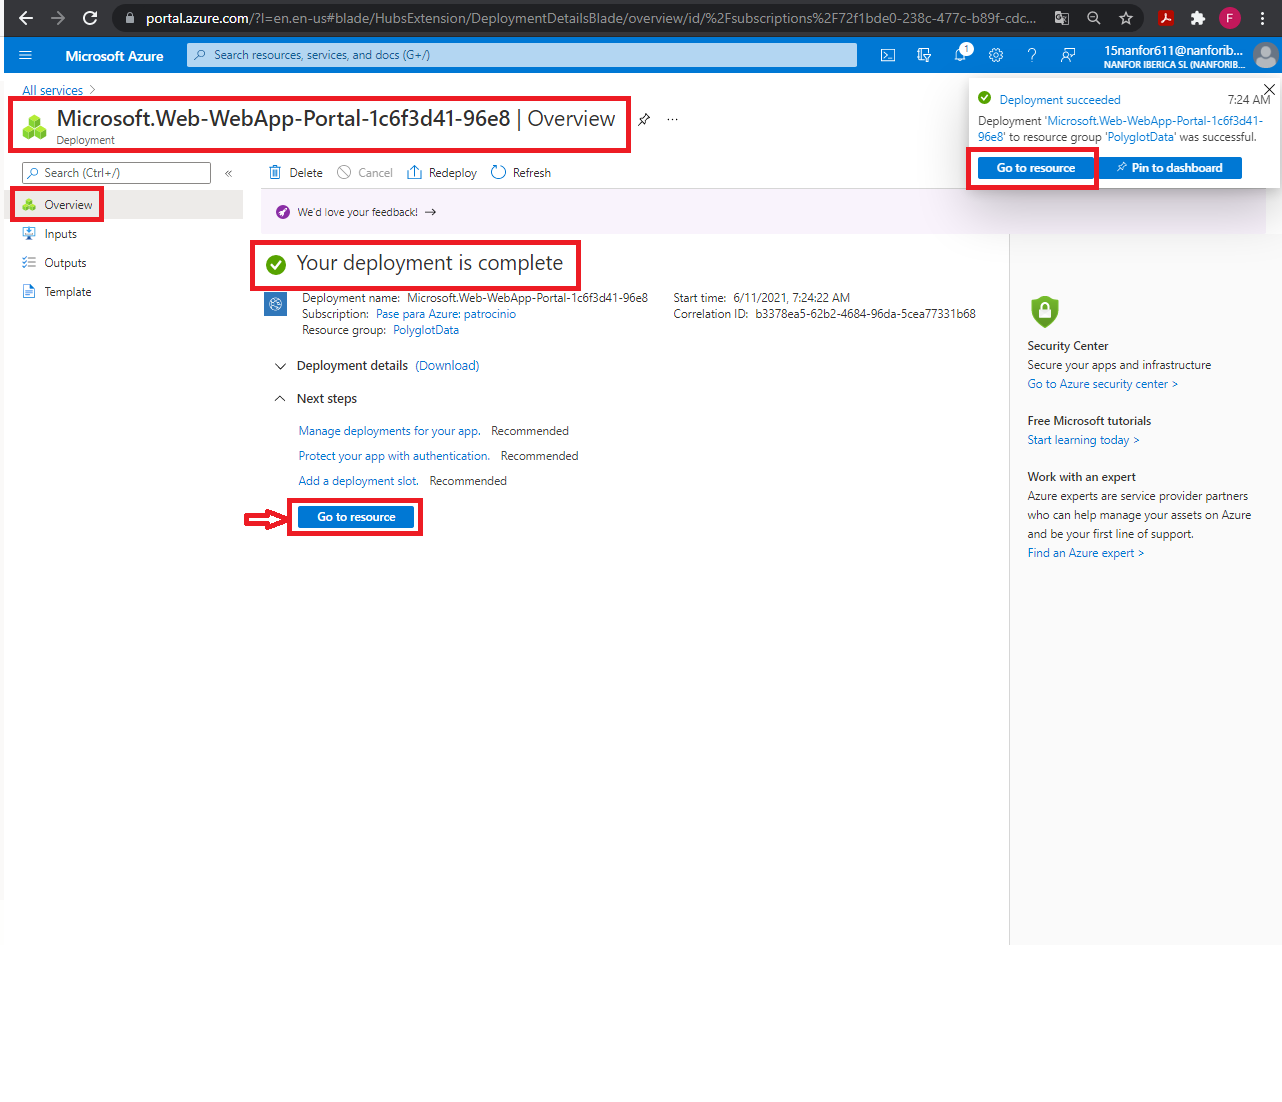 portal.azure.com/?l=en.en-us#blade/HubsExtension/DeploymentDetailsBlade/overview/id/%2Fsubscriptions%2F72f1bde0-238c-477c-b89f-cdc...
F
Microsoft Azure
Search resources, services, and docs (G+/)
1
15nanfor611@nanforib...
NANFOR IBERICA SL (NANFORIB...
All services >
Microsoft.Web-WebApp-Portal-1c6f3d41-96e8 | Overview
Deployment
Deployment succeeded 7:24 AM
Deployment 'Microsoft.Web-WebApp-Portal-1c6f3d41-
96e8' to resource group 'PolyglotData' was successful.
Go to resource
Pin to dashboard
Search (Ctrl+/)
«
Delete
Cancel
Redeploy
Refresh
Overview
Inputs
Outputs
Template
We'd love your feedback! →
Your deployment is complete
Deployment name: Microsoft.Web-WebApp-Portal-1c6f3d41-96e8
Subscription: Pase para Azure: patrocinio
Resource group: PolyglotData
Start time: 6/11/2021, 7:24:22 AM
Correlation ID: b3378ea5-62b2-4684-96da-5cea77331b68
Deployment details (Download)
Next steps
Manage deployments for your app. Recommended
Protect your app with authentication. Recommended
Add a deployment slot. Recommended
Go to resource
Security Center
Secure your apps and infrastructure
Go to Azure security center >
Free Microsoft tutorials
Start learning today >
Work with an expert
Azure experts are service provider partners
who can help manage your assets on Azure
and be your first line of support.
Find an Azure expert >